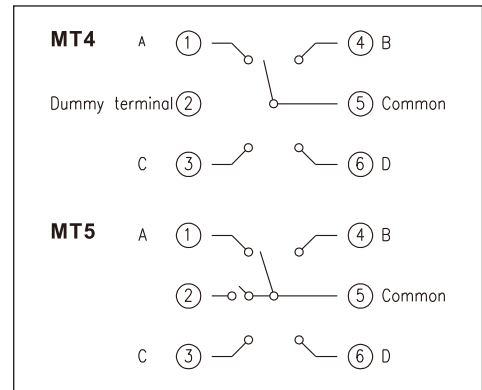 MT4 A 1 4 B
Dummy terminal 2 5 Common
C 3 6 D
MT5 A 1 4 B
2 5 Common
C 3 6 D